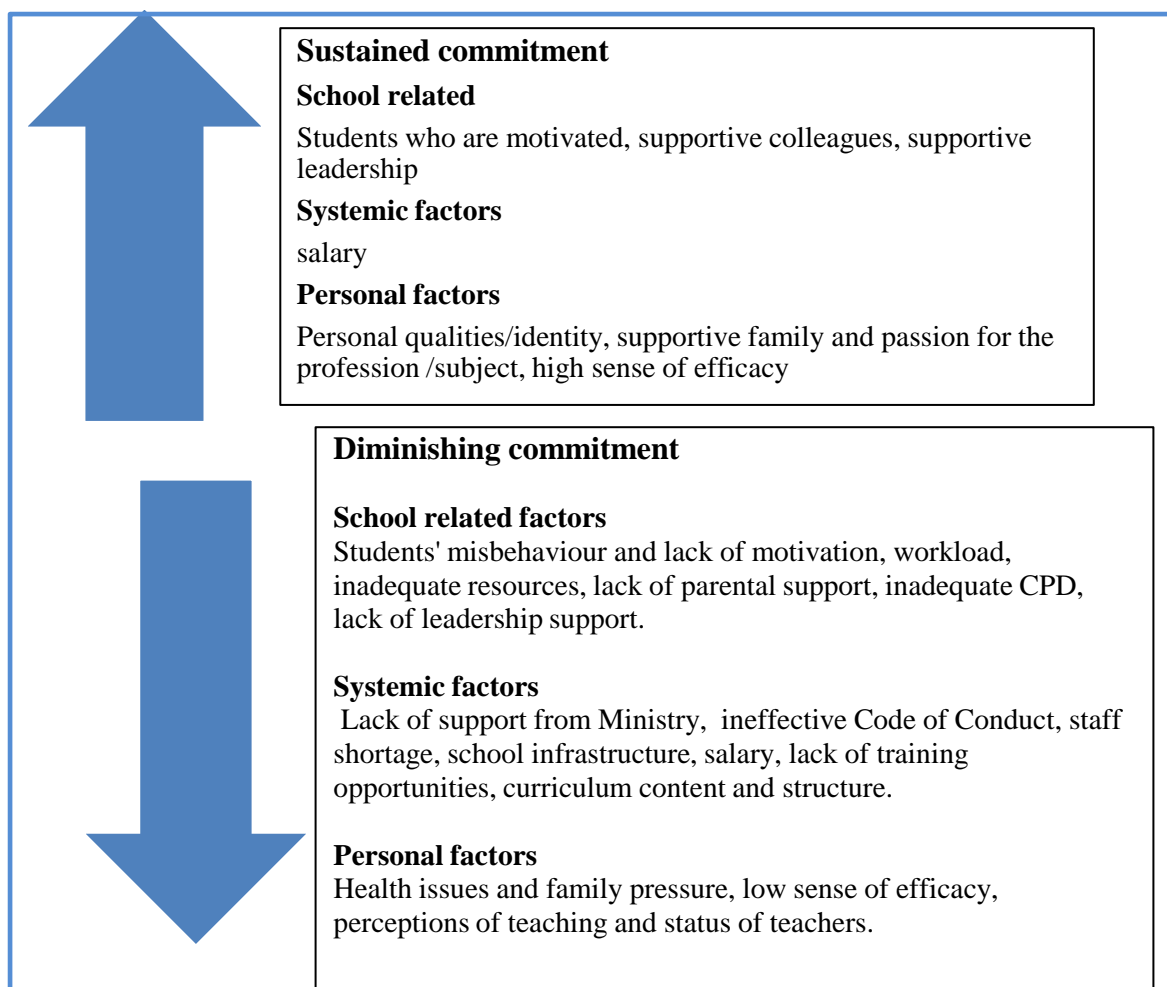 Sustained commitment
School related
Students who are motivated, supportive colleagues, supportive
leadership
Systemic factors
salary
Personal factors
Personal qualities/identity, supportive family and passion for the
profession /subject, high sense of efficacy
Diminishing commitment
School related factors
Students' misbehaviour and lack of motivation, workload,
inadequate resources, lack of parental support, inadequate CPD,
lack of leadership support.
Systemic factors
Lack of support from Ministry, ineffective Code of Conduct, staff
shortage, school infrastructure, salary, lack of training
opportunities, curriculum content and structure.
Personal factors
Health issues and family pressure, low sense of efficacy,
perceptions of teaching and status of teachers.